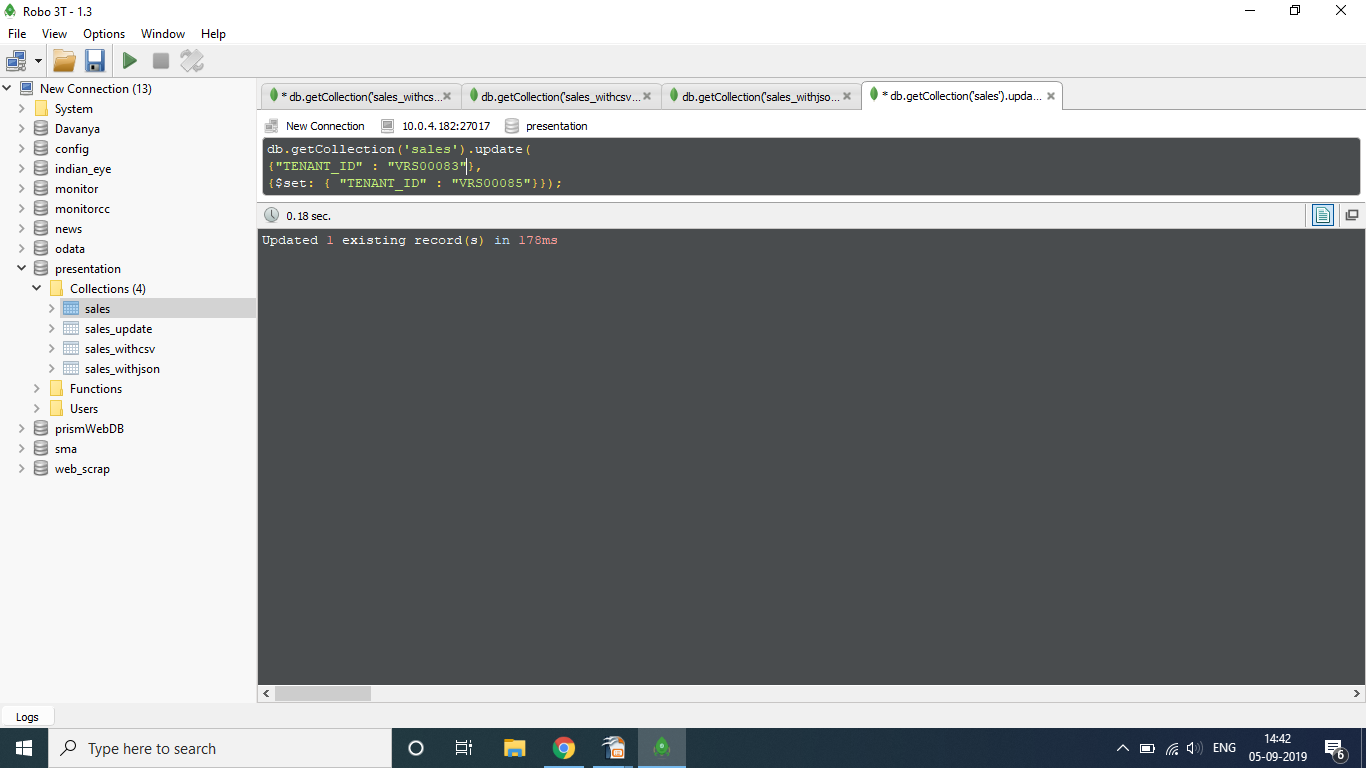 Robo 3T - 1.3
File View Options Window Help
New Connection (13)
System
Davanya
config
indian_eye
monitor
monitorcc
news
odata
presentation
Collections (4)
sales
sales_update
sales_withcsv
sales_withjson
Functions
Users
prismWebDB
sma
web_scrap
* db.getCollection('sales_withcs... db.getCollection('sales_withcsv... db.getCollection('sales_withjso... * db.getCollection('sales').upda...
New Connection 10.0.4.182:27017 presentation
db.getCollection('sales').update(
{"TENANT_ID" : "VRS00083"},
{$set: { "TENANT_ID" : "VRS00085"}});
0.18 sec.
Updated 1 existing record(s) in 178ms
Logs
Type here to search
ENG
14:42
05-09-2019
6